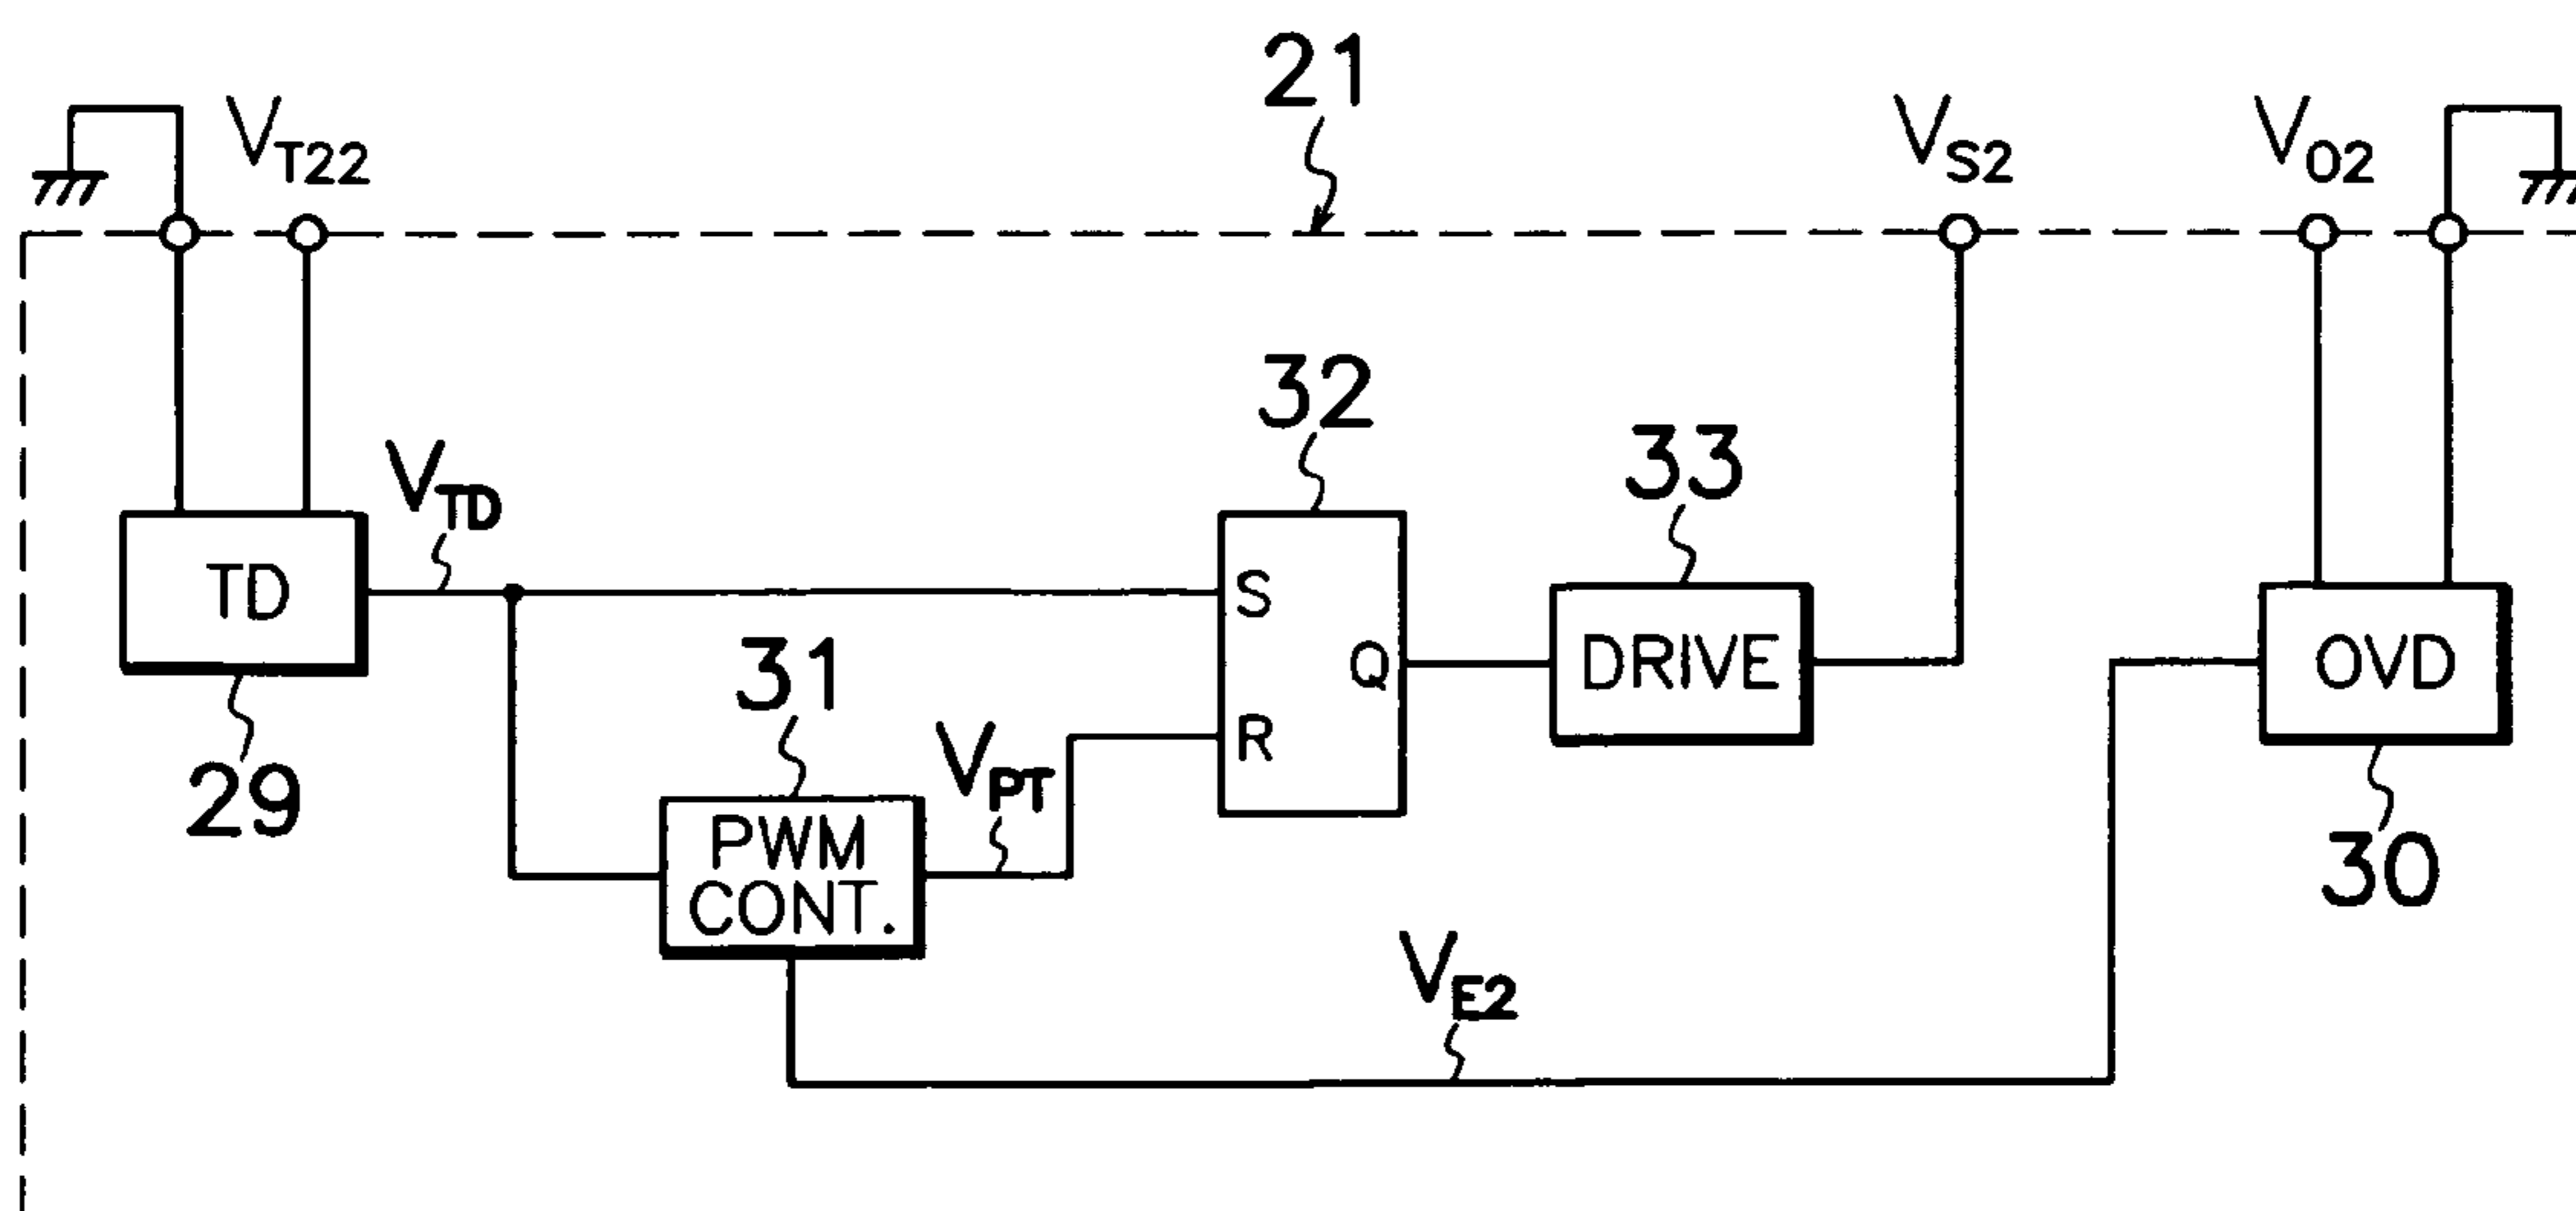 21
VT22
VS2
VO2
32
33
VTD
S
TD
Q
DRIVE
OVD
31
R
VPT
29
PWM
CONT.
30
VE2